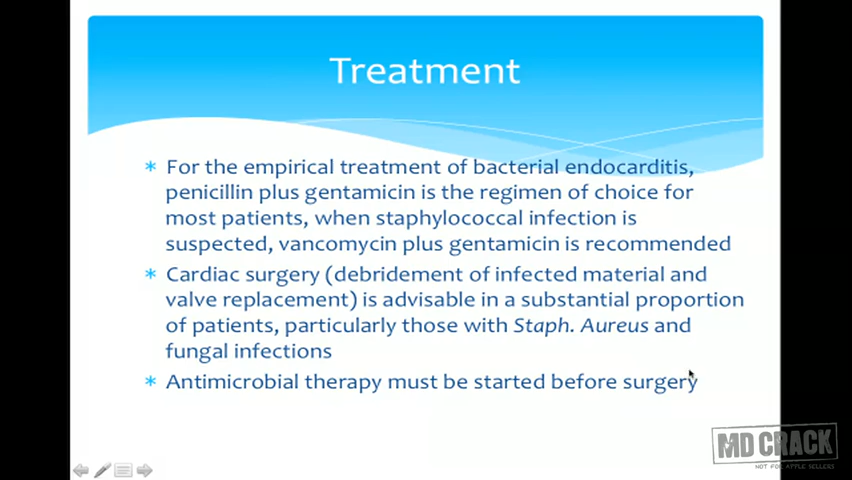 Treatment
* For the empirical treatment of bacterial endocarditis,
penicillin plus gentamicin is the regimen of choice for
most patients, when staphylococcal infection is
suspected, vancomycin plus gentamicin is recommended
* Cardiac surgery (debridement of infected material and
valve replacement) is advisable in a substantial proportion
of patients, particularly those with Staph. Aureus and
fungal infections
* Antimicrobial therapy must be started before surgery
MD CRACK
NOT FOR APPLE SELLERS